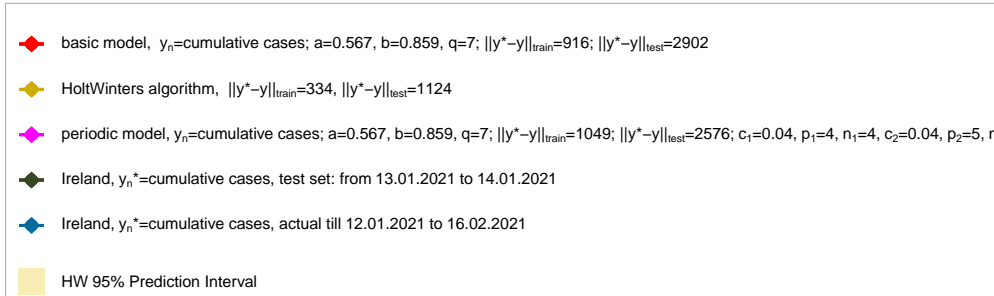 basic model, yₙ=cumulative cases; a=0.567, b=0.859, q=7; ||y*−y||train=916; ||y*−y||test=2902
HoltWinters algorithm, ||y*−y||train=334, ||y*−y||test=1124
periodic model, yₙ=cumulative cases; a=0.567, b=0.859, q=7; ||y*−y||train=1049; ||y*−y||test=2576; c₁=0.04, p₁=4, n₁=4, c₂=0.04, p₂=5, n
Ireland, yₙ*=cumulative cases, test set: from 13.01.2021 to 14.01.2021
Ireland, yₙ*=cumulative cases, actual till 12.01.2021 to 16.02.2021
HW 95% Prediction Interval